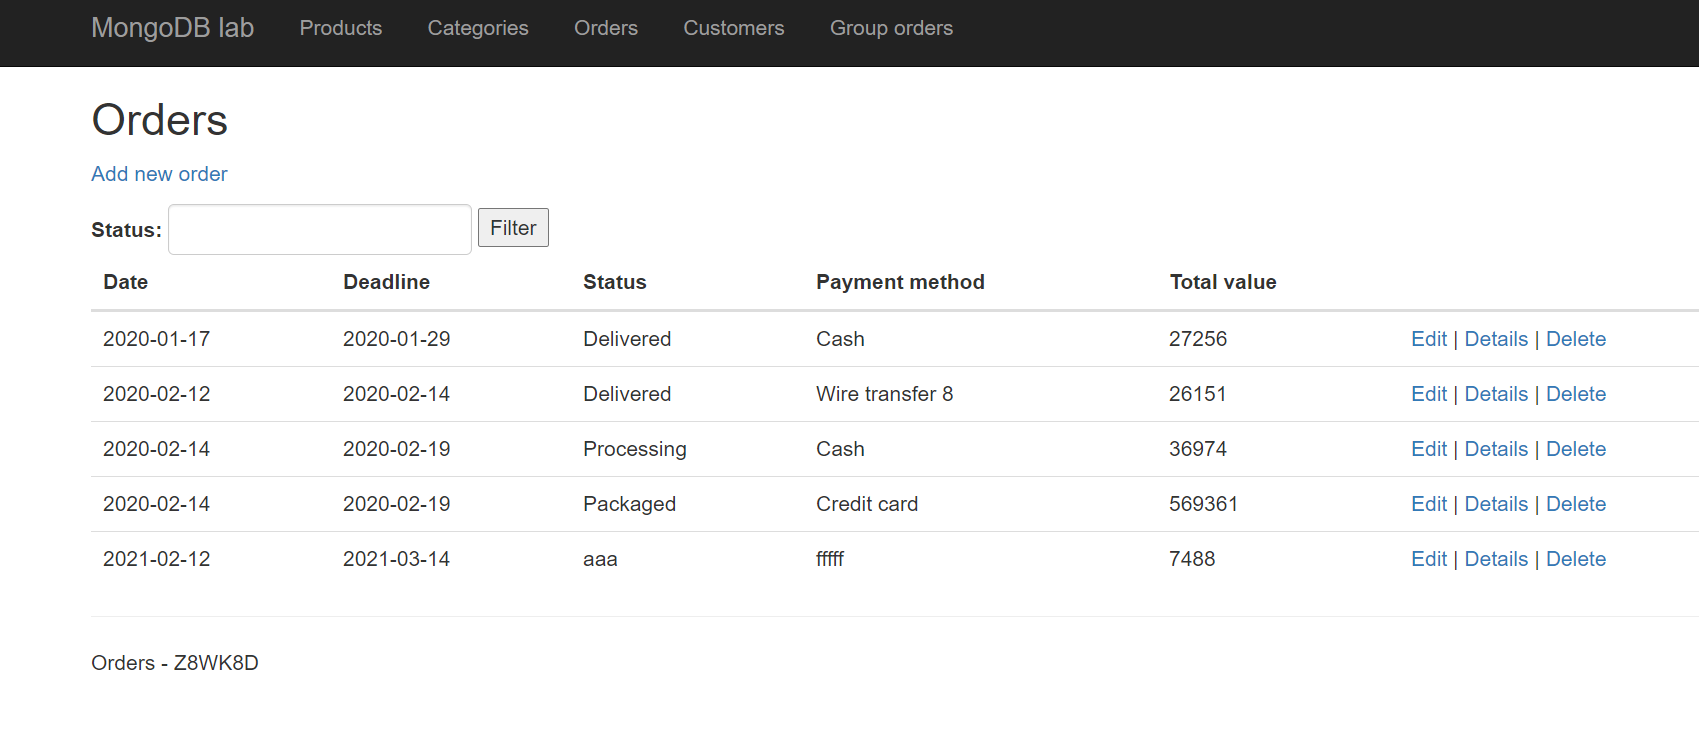 MongoDB lab Products Categories Orders Customers Group orders
Orders
Add new order
Status: Filter
Date Deadline Status Payment method Total value
2020-01-17 2020-01-29 Delivered Cash 27256 Edit | Details | Delete
2020-02-12 2020-02-14 Delivered Wire transfer 8 26151 Edit | Details | Delete
2020-02-14 2020-02-19 Processing Cash 36974 Edit | Details | Delete
2020-02-14 2020-02-19 Packaged Credit card 569361 Edit | Details | Delete
2021-02-12 2021-03-14 aaa fffff 7488 Edit | Details | Delete
Orders - Z8WK8D